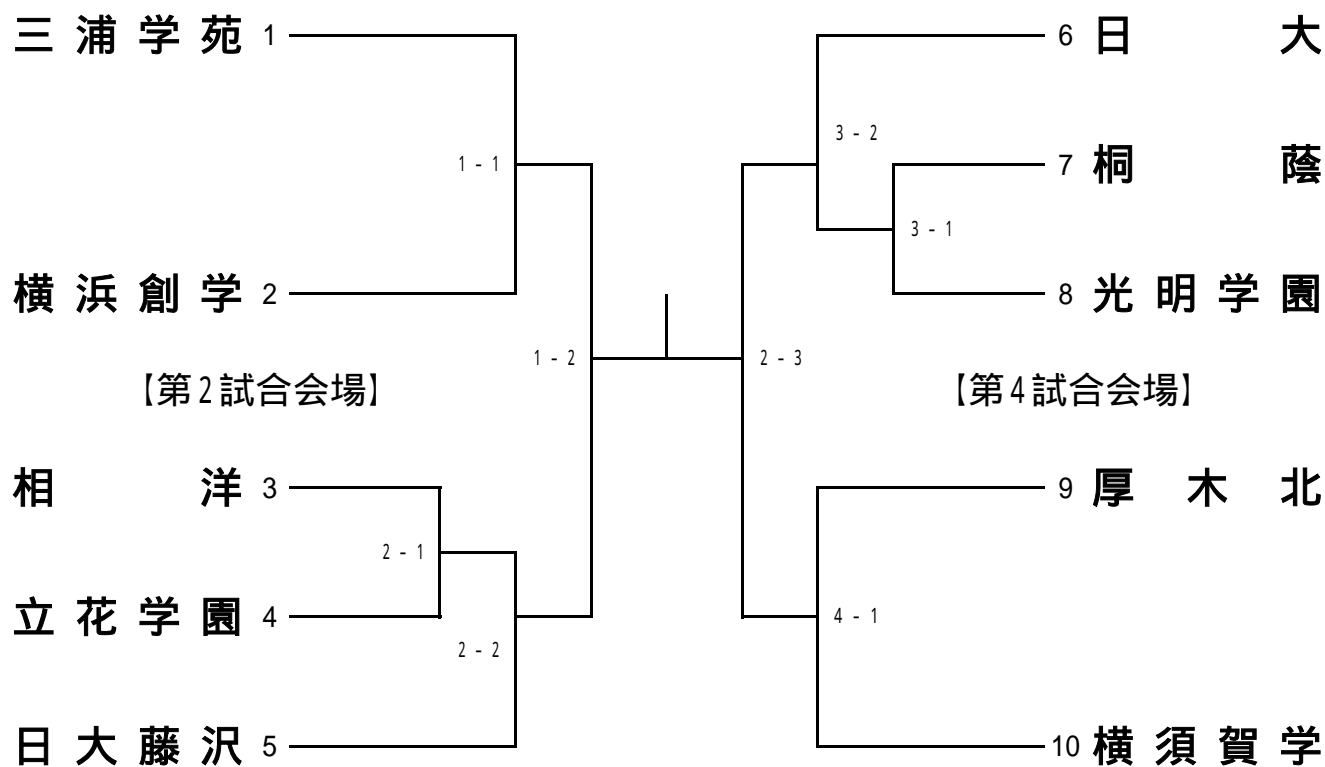 三浦学苑 1
1 - 1
横浜創学 2
1 - 2
【第2試合会場】
相洋 3
2 - 1
立花学園 4
2 - 2
日大藤沢 5
6 日大
3 - 2
7 桐蔭
3 - 1
8 光明学園
2 - 3
【第4試合会場】
9 厚木北
4 - 1
10 横須賀学